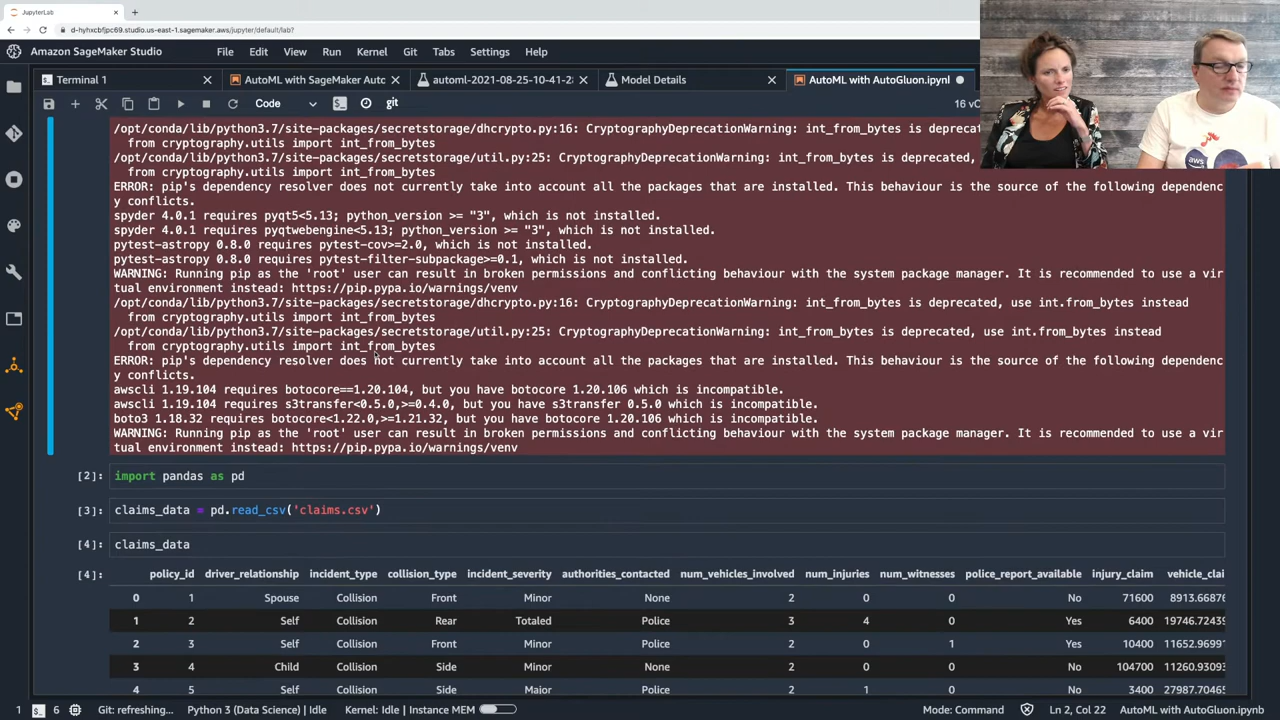 JupyterLab
d-hyhxcbfjpc69.studio.us-east-1.sagemaker.aws/jupyter/default/lab?
Amazon SageMaker Studio File Edit View Run Kernel Git Tabs Settings Help
Terminal 1 AutoML with SageMaker Autc automl-2021-08-25-10-41-2 Model Details AutoML with AutoGluon.ipynl
Code git 16 vC
aws
/opt/conda/lib/python3.7/site-packages/secretstorage/dhcrypto.py:16: CryptographyDeprecationWarning: int_from_bytes is deprecat
from cryptography.utils import int_from_bytes
/opt/conda/lib/python3.7/site-packages/secretstorage/util.py:25: CryptographyDeprecationWarning: int_from_bytes is deprecated,
from cryptography.utils import int_from_bytes
ERROR: pip's dependency resolver does not currently take into account all the packages that are installed. This behaviour is the source of the following dependenc
y conflicts.
spyder 4.0.1 requires pyqt5<5.13; python_version >= "3", which is not installed.
spyder 4.0.1 requires pyqtwebengine<5.13; python_version >= "3", which is not installed.
pytest-astropy 0.8.0 requires pytest-cov>=2.0, which is not installed.
pytest-astropy 0.8.0 requires pytest-filter-subpackage>=0.1, which is not installed.
WARNING: Running pip as the 'root' user can result in broken permissions and conflicting behaviour with the system package manager. It is recommended to use a vir
tual environment instead: https://pip.pypa.io/warnings/venv
/opt/conda/lib/python3.7/site-packages/secretstorage/dhcrypto.py:16: CryptographyDeprecationWarning: int_from_bytes is deprecated, use int.from_bytes instead
from cryptography.utils import int_from_bytes
/opt/conda/lib/python3.7/site-packages/secretstorage/util.py:25: CryptographyDeprecationWarning: int_from_bytes is deprecated, use int.from_bytes instead
from cryptography.utils import int_from_bytes
ERROR: pip's dependency resolver does not currently take into account all the packages that are installed. This behaviour is the source of the following dependenc
y conflicts.
awscli 1.19.104 requires botocore==1.20.104, but you have botocore 1.20.106 which is incompatible.
awscli 1.19.104 requires s3transfer<0.5.0,>=0.4.0, but you have s3transfer 0.5.0 which is incompatible.
boto3 1.18.32 requires botocore<1.22.0,>=1.21.32, but you have botocore 1.20.106 which is incompatible.
WARNING: Running pip as the 'root' user can result in broken permissions and conflicting behaviour with the system package manager. It is recommended to use a vir
tual environment instead: https://pip.pypa.io/warnings/venv
[2]: import pandas as pd
[3]: claims_data = pd.read_csv('claims.csv')
[4]: claims_data
[4]: policy_id driver_relationship incident_type collision_type incident_severity authorities_contacted num_vehicles_involved num_injuries num_witnesses police_report_available injury_claim vehicle_clai
0 1 Spouse Collision Front Minor None 2 0 0 No 71600 8913.66876
1 2 Self Collision Rear Totaled Police 3 4 0 Yes 6400 19746.72439
2 3 Self Collision Front Minor Police 2 0 1 Yes 10400 11652.96991
3 4 Child Collision Side Minor None 2 0 0 No 104700 11260.93093
4 5 Self Collision Side Major Police 2 1 0 No 3400 27987.70465
1 6 Git: refreshing... Python 3 (Data Science) | Idle Kernel: Idle | Instance MEM Mode: Command Ln 2, Col 22 AutoML with AutoGluon.ipynb